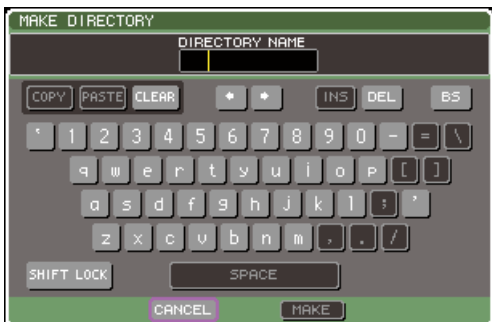 MAKE DIRECTORY
DIRECTORY NAME
COPY PASTE CLEAR INS DEL BS
` 1 2 3 4 5 6 7 8 9 0 - = \
q w e r t y u i o p [ ]
a s d f g h j k l ; '
z x c v b n m , . /
SHIFT LOCK SPACE
CANCEL MAKE